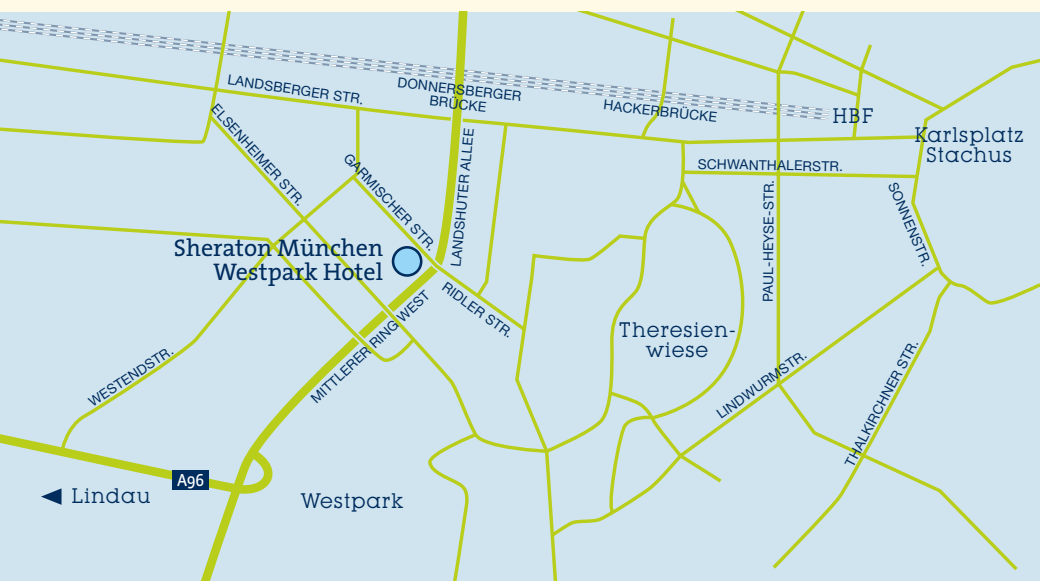 LANDSBERGER STR.
DONNERSBERGER
BRÜCKE
HACKERBRÜCKE
HBF
Karlsplatz
Stachus
ELSENHEIMER STR.
GARMISCHER STR.
LANDSHUTER ALLEE
SCHWANTHALERSTR.
PAUL-HEYSE-STR.
SONNENSTR.
Sheraton München
Westpark Hotel
RIDLER STR.
MITTLERER RING WEST
Theresien-
wiese
WESTENDSTR.
LINDWURMSTR.
THALKIRCHNER STR.
A96
Lindau
Westpark